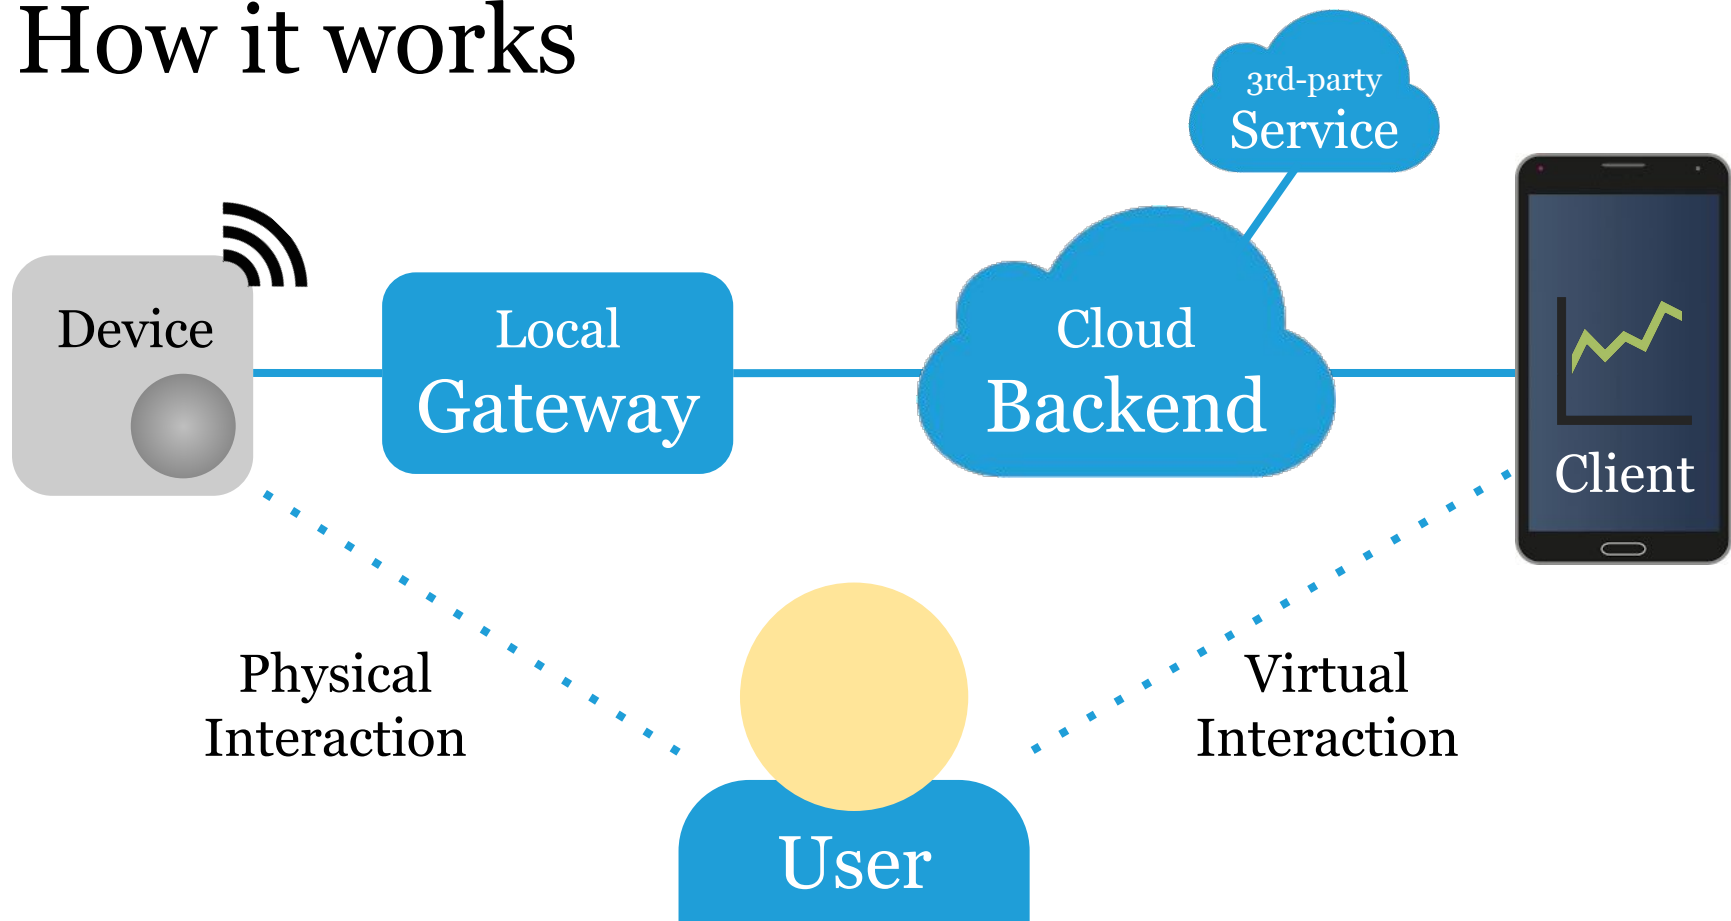 How it works
3rd-party
Service
Device
Local
Gateway
Cloud
Backend
Client
Physical
Interaction
Virtual
Interaction
User